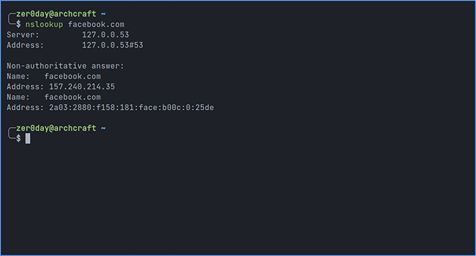 zer0day@archcraft ~
$ nslookup facebook.com
Server:         127.0.0.53
Address:        127.0.0.53#53

Non-authoritative answer:
Name:   facebook.com
Address: 157.240.214.35
Name:   facebook.com
Address: 2a03:2880:f158:181:face:b00c:0:25de

zer0day@archcraft ~
$